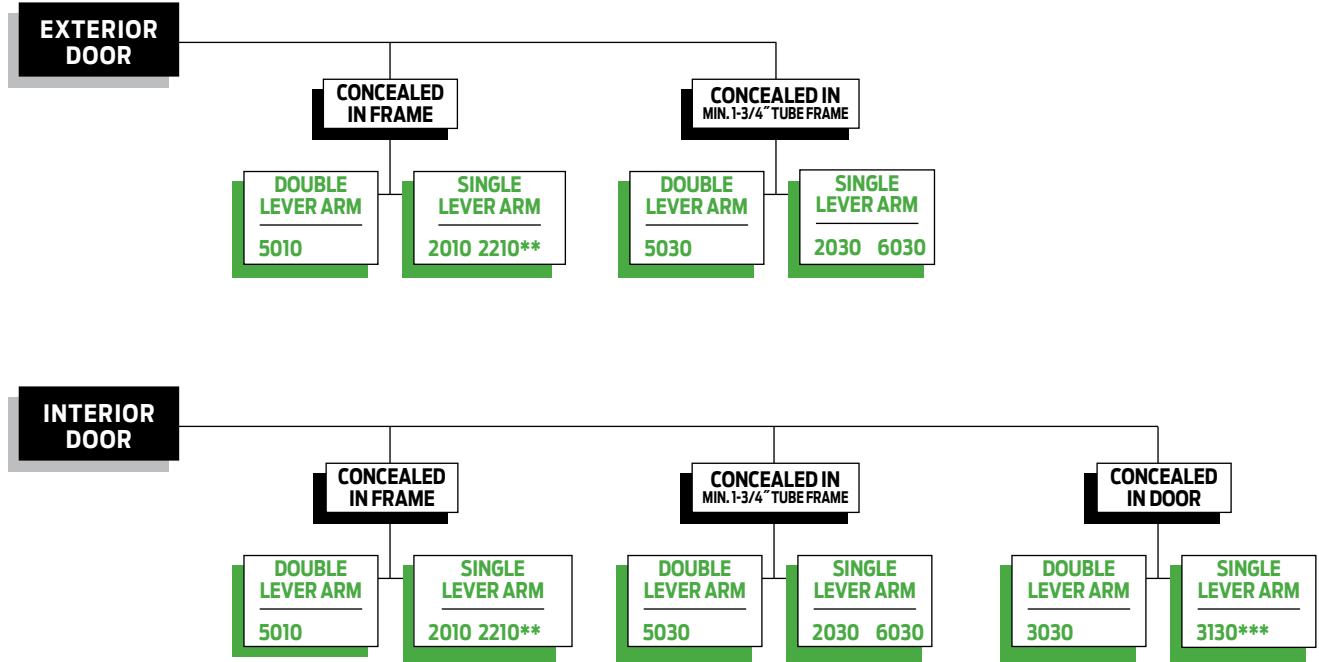 EXTERIOR
DOOR
CONCEALED
IN FRAME
CONCEALED IN
MIN. 1-3/4˝ TUBE FRAME
DOUBLE
LEVER ARM
5010
SINGLE
LEVER ARM
2010 2210**
DOUBLE
LEVER ARM
5030
SINGLE
LEVER ARM
2030 6030
INTERIOR
DOOR
CONCEALED
IN FRAME
CONCEALED IN
MIN. 1-3/4˝ TUBE FRAME
CONCEALED
IN DOOR
DOUBLE
LEVER ARM
5010
SINGLE
LEVER ARM
2010 2210**
DOUBLE
LEVER ARM
5030
SINGLE
LEVER ARM
2030 6030
DOUBLE
LEVER ARM
3030
SINGLE
LEVER ARM
3130***